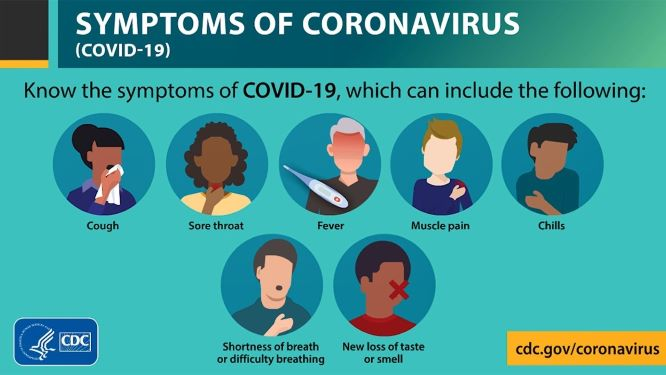 SYMPTOMS OF CORONAVIRUS
(COVID-19)
Know the symptoms of COVID-19, which can include the following:
Cough
Sore throat
Fever
Muscle pain
Chills
Shortness of breath
or difficulty breathing
New loss of taste
or smell
CDC
cdc.gov/coronavirus